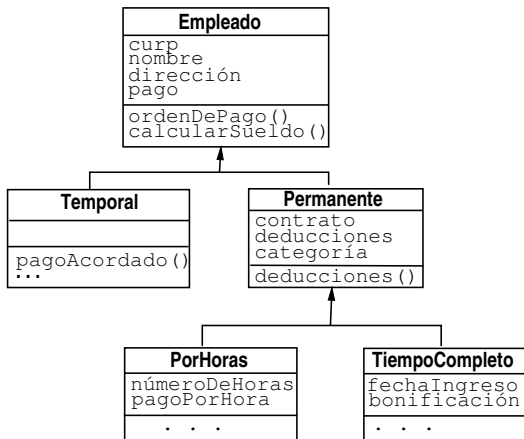 Empleado
curp
nombre
dirección
pago
ordenDePago()
calcularSueldo()
Temporal
pagoAcordado()
...
Permanente
contrato
deducciones
categoría
deducciones()
PorHoras
númeroDeHoras
pagoPorHora
. . .
TiempoCompleto
fechaIngreso
bonificación
. . .